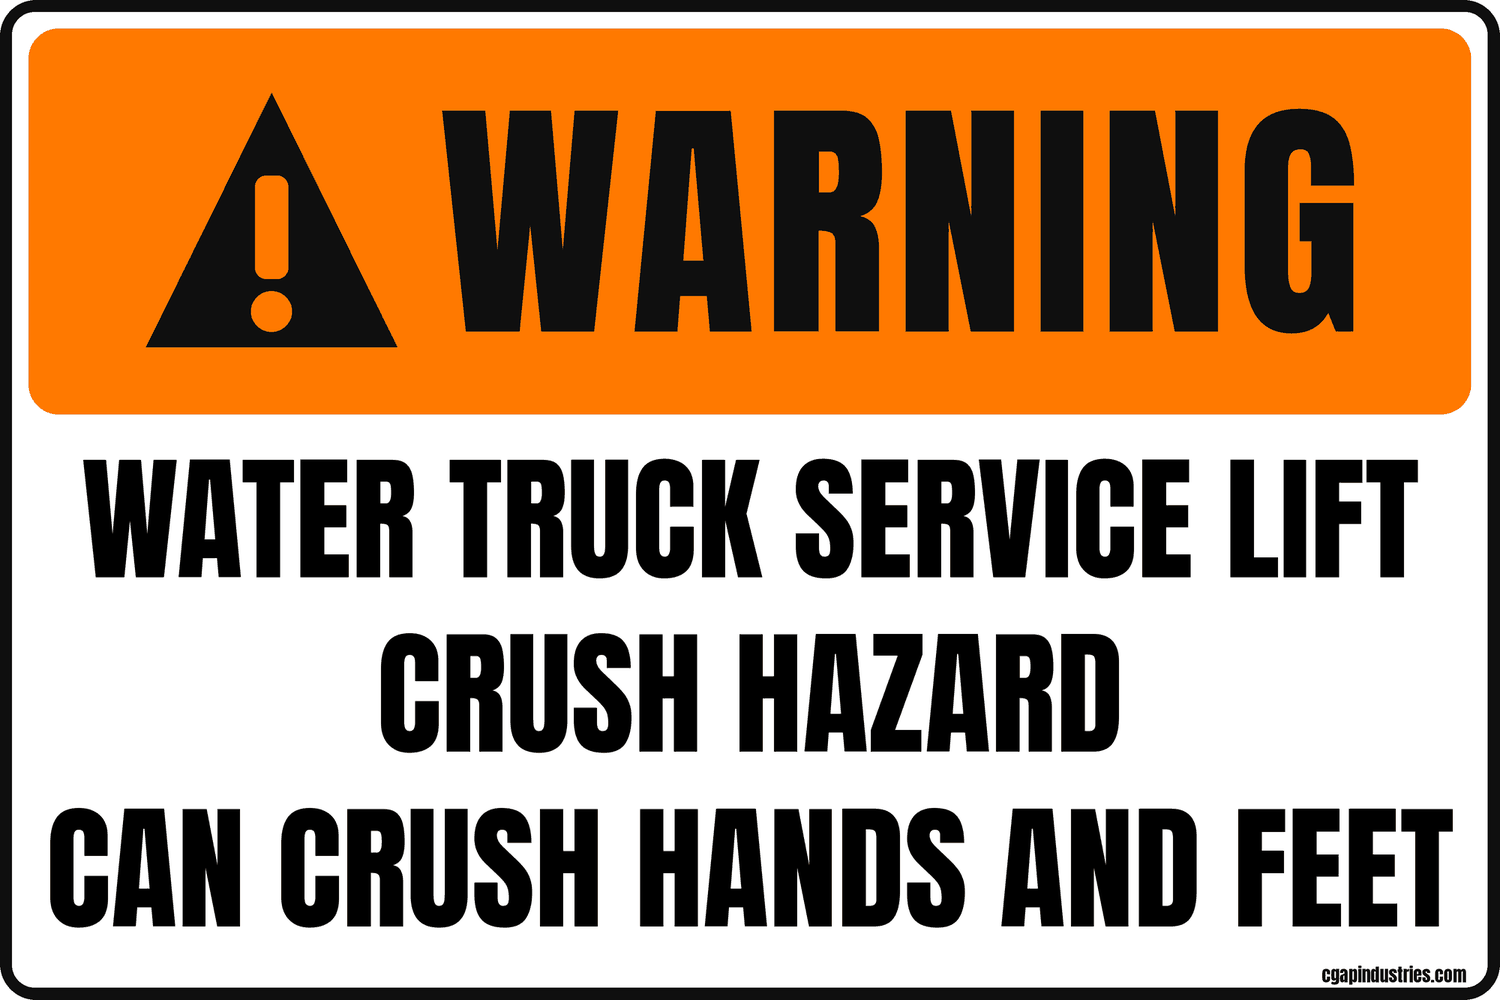 WARNING
WATER TRUCK SERVICE LIFT
CRUSH HAZARD
CAN CRUSH HANDS AND FEET
cgapindustries.com